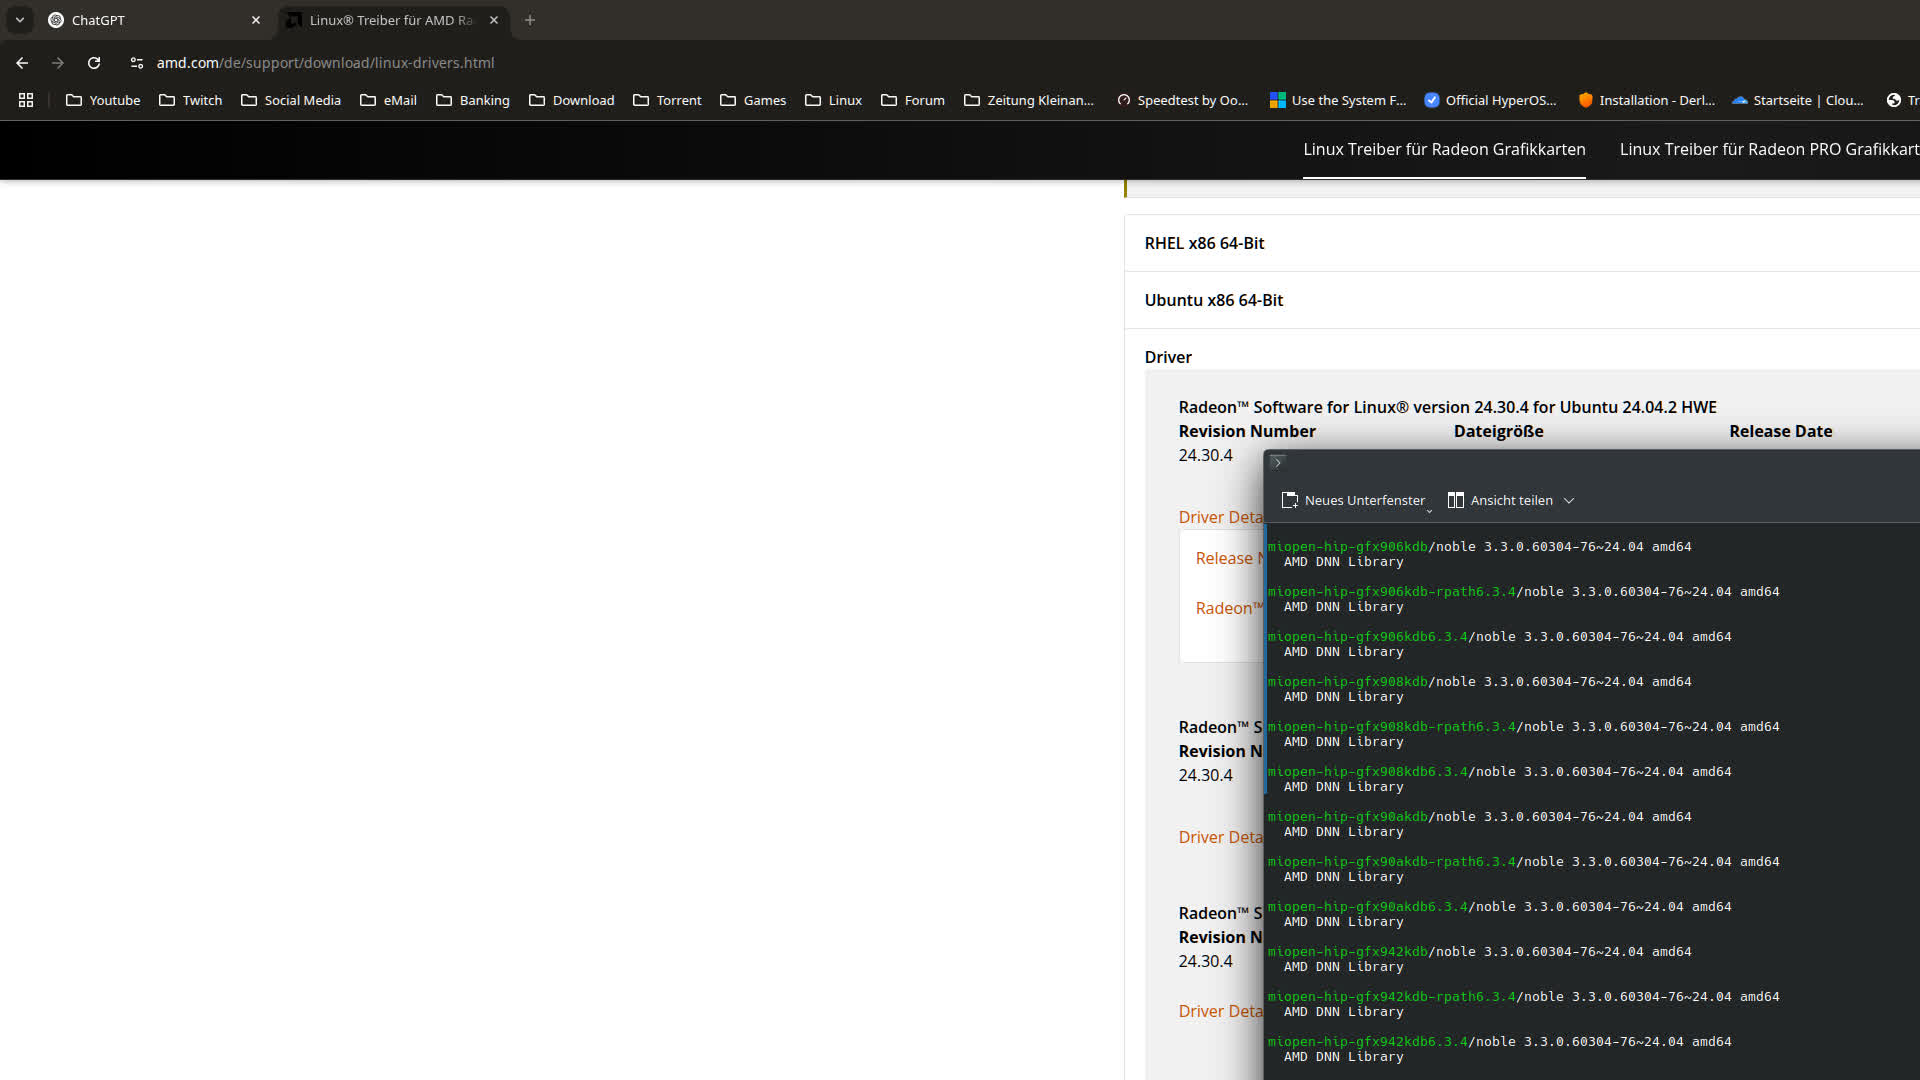 ChatGPT
Linux® Treiber für AMD Ra
amd.com/de/support/download/linux-drivers.html
Youtube Twitch Social Media eMail Banking Download Torrent Games Linux Forum Zeitung Kleinan... Speedtest by Oo... Use the System F... Official HyperOS... Installation - Derl... Startseite | Clou... Tr
Linux Treiber für Radeon Grafikkarten Linux Treiber für Radeon PRO Grafikkart
RHEL x86 64-Bit
Ubuntu x86 64-Bit
Driver
Radeon™ Software for Linux® version 24.30.4 for Ubuntu 24.04.2 HWE
Revision Number Dateigröße Release Date
24.30.4
Driver Deta
Release N
Radeon™
Radeon™ S
Revision N
24.30.4
Driver Deta
Radeon™ S
Revision N
24.30.4
Driver Deta
Neues Unterfenster Ansicht teilen
miopen-hip-gfx906kdb/noble 3.3.0.60304-76~24.04 amd64
AMD DNN Library
miopen-hip-gfx906kdb-rpath6.3.4/noble 3.3.0.60304-76~24.04 amd64
AMD DNN Library
miopen-hip-gfx906kdb6.3.4/noble 3.3.0.60304-76~24.04 amd64
AMD DNN Library
miopen-hip-gfx908kdb/noble 3.3.0.60304-76~24.04 amd64
AMD DNN Library
miopen-hip-gfx908kdb-rpath6.3.4/noble 3.3.0.60304-76~24.04 amd64
AMD DNN Library
miopen-hip-gfx908kdb6.3.4/noble 3.3.0.60304-76~24.04 amd64
AMD DNN Library
miopen-hip-gfx90akdb/noble 3.3.0.60304-76~24.04 amd64
AMD DNN Library
miopen-hip-gfx90akdb-rpath6.3.4/noble 3.3.0.60304-76~24.04 amd64
AMD DNN Library
miopen-hip-gfx90akdb6.3.4/noble 3.3.0.60304-76~24.04 amd64
AMD DNN Library
miopen-hip-gfx942kdb/noble 3.3.0.60304-76~24.04 amd64
AMD DNN Library
miopen-hip-gfx942kdb-rpath6.3.4/noble 3.3.0.60304-76~24.04 amd64
AMD DNN Library
miopen-hip-gfx942kdb6.3.4/noble 3.3.0.60304-76~24.04 amd64
AMD DNN Library